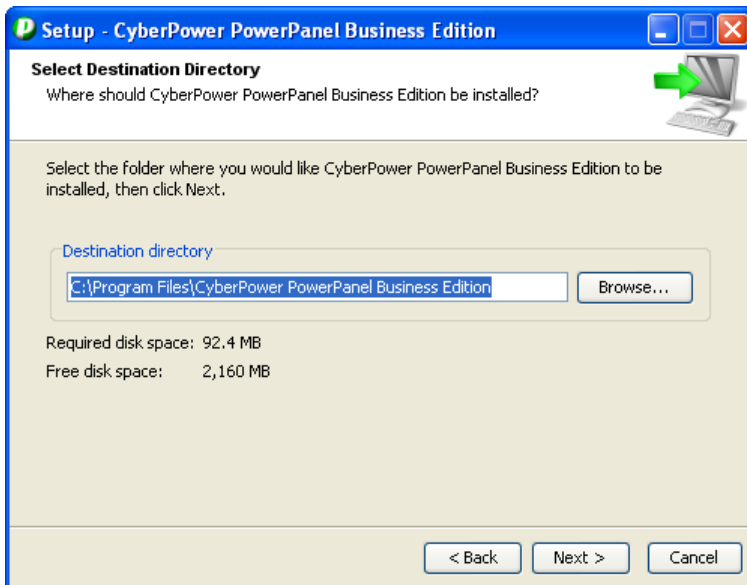 Setup - CyberPower PowerPanel Business Edition
Select Destination Directory
Where should CyberPower PowerPanel Business Edition be installed?
Select the folder where you would like CyberPower PowerPanel Business Edition to be
installed, then click Next.
Destination directory
C:\Program Files\CyberPower PowerPanel Business Edition
Browse...
Required disk space: 92.4 MB
Free disk space: 2,160 MB
< Back Next > Cancel